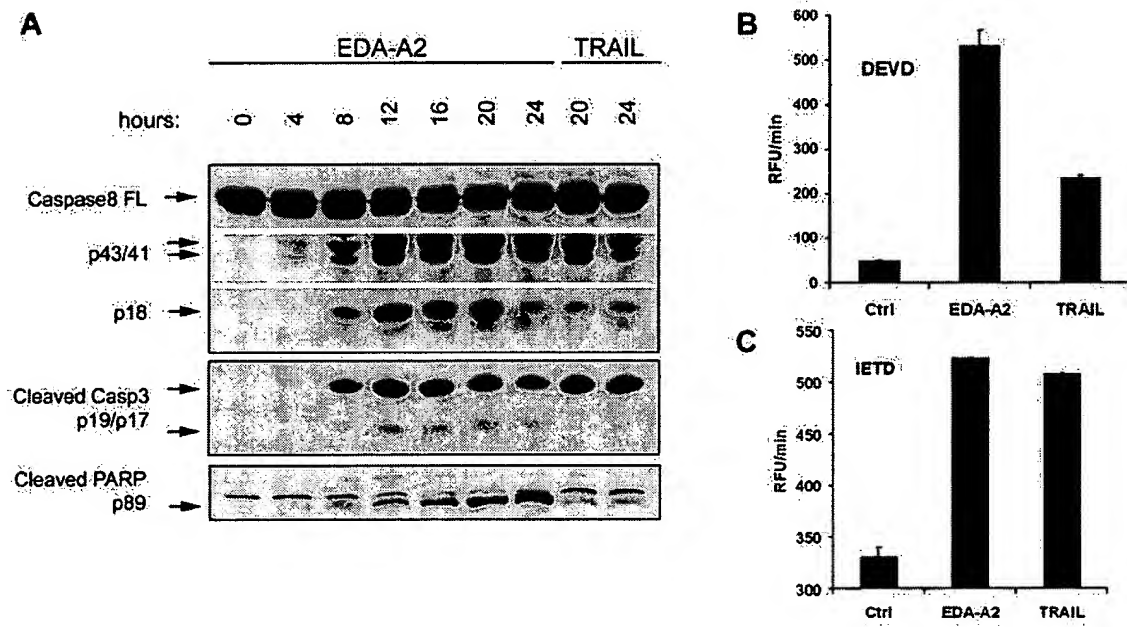 A
EDA-A2 TRAIL
hours: 0 4 8 12 16 20 24 20 24
Caspase8 FL
p43/41
p18
Cleaved Casp3
p19/p17
Cleaved PARP
p89
B
DEVD
RFU/min
600
500
400
300
200
100
0
Ctrl EDA-A2 TRAIL
C
IETD
RFU/min
550
500
450
400
350
300
Ctrl EDA-A2 TRAIL